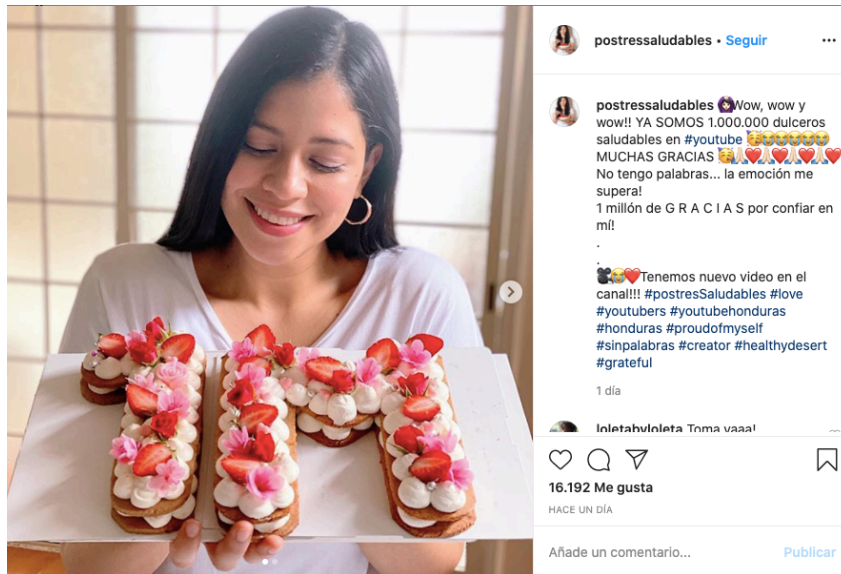 postressaludables • Seguir
postressaludables 💆🏻‍♀️Wow, wow y
wow!! YA SOMOS 1.000.000 dulceros
saludables en #youtube 🥳😭😭😭😭😭
MUCHAS GRACIAS 🥳🙏🏻❤️🙏🏻❤️🙏🏻❤️🙏🏻❤️
No tengo palabras... la emoción me
supera!
1 millón de G R A C I A S por confiar en
mí!
.
.
🎥😭❤️Tenemos nuevo video en el
canal!!! #postresSaludables #love
#youtubers #youtubehonduras
#honduras #proudofmyself
#sinpalabras #creator #healthydesert
#grateful
1 día
loletabyloleta Toma vaaa!
16.192 Me gusta
HACE UN DÍA
Añade un comentario... Publicar
1M